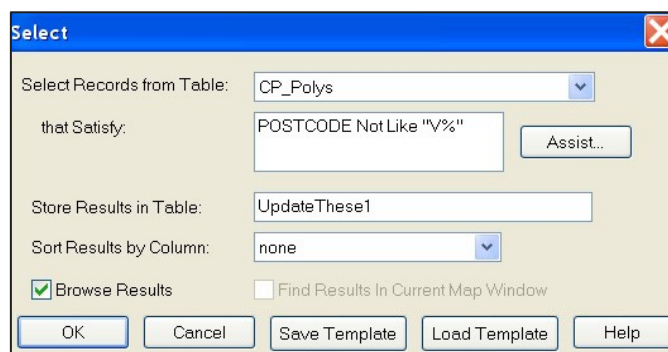 Select
Select Records from Table: CP_Polys
that Satisfy: POSTCODE Not Like "V%"
Assist...
Store Results in Table: UpdateThese1
Sort Results by Column: none
Browse Results Find Results In Current Map Window
OK Cancel Save Template Load Template Help